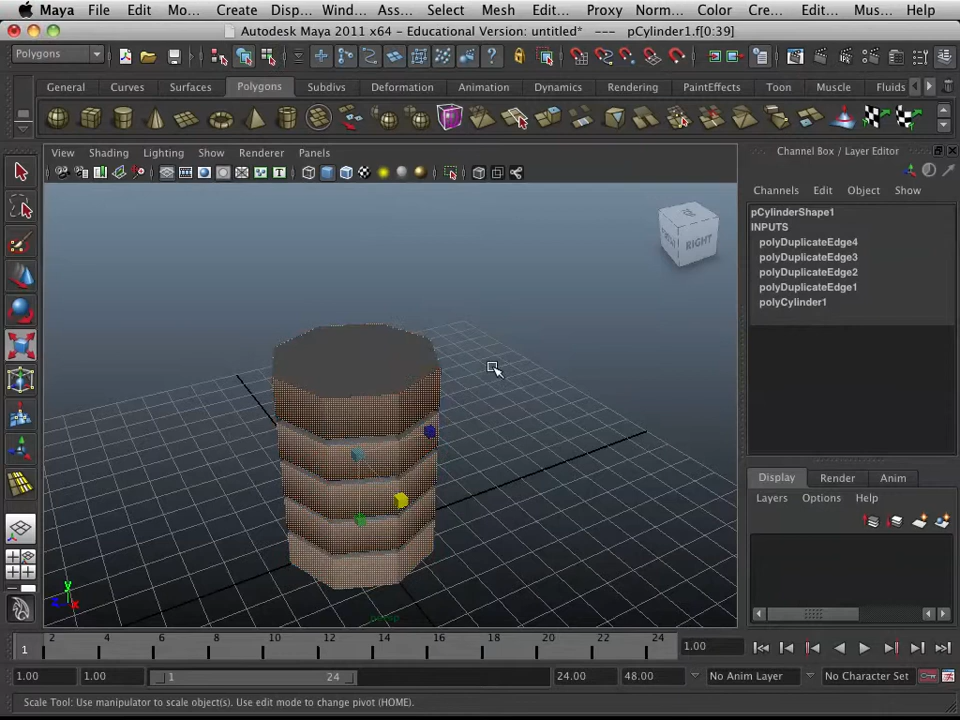 Maya File Edit Mo... Create Disp... Wind... Ass... Select Mesh Edit... Proxy Norm... Color Cre... Edit... Mus... Help
Autodesk Maya 2011 x64 - Educational Version: untitled* --- pCylinder1.f[0:39]
Polygons
General Curves Surfaces Polygons Subdivs Deformation Animation Dynamics Rendering PaintEffects Toon Muscle Fluids
View Shading Lighting Show Renderer Panels
Channel Box / Layer Editor
Channels Edit Object Show
pCylinderShape1
INPUTS
polyDuplicateEdge4
polyDuplicateEdge3
polyDuplicateEdge2
polyDuplicateEdge1
polyCylinder1
RIGHT
Display Render Anim
Layers Options Help
y
z x
persp
1 2 4 6 8 10 12 14 16 18 20 22 24 1.00
1.00 1.00 1 24 24.00 48.00 No Anim Layer No Character Set
Scale Tool: Use manipulator to scale object(s). Use edit mode to change pivot (HOME).